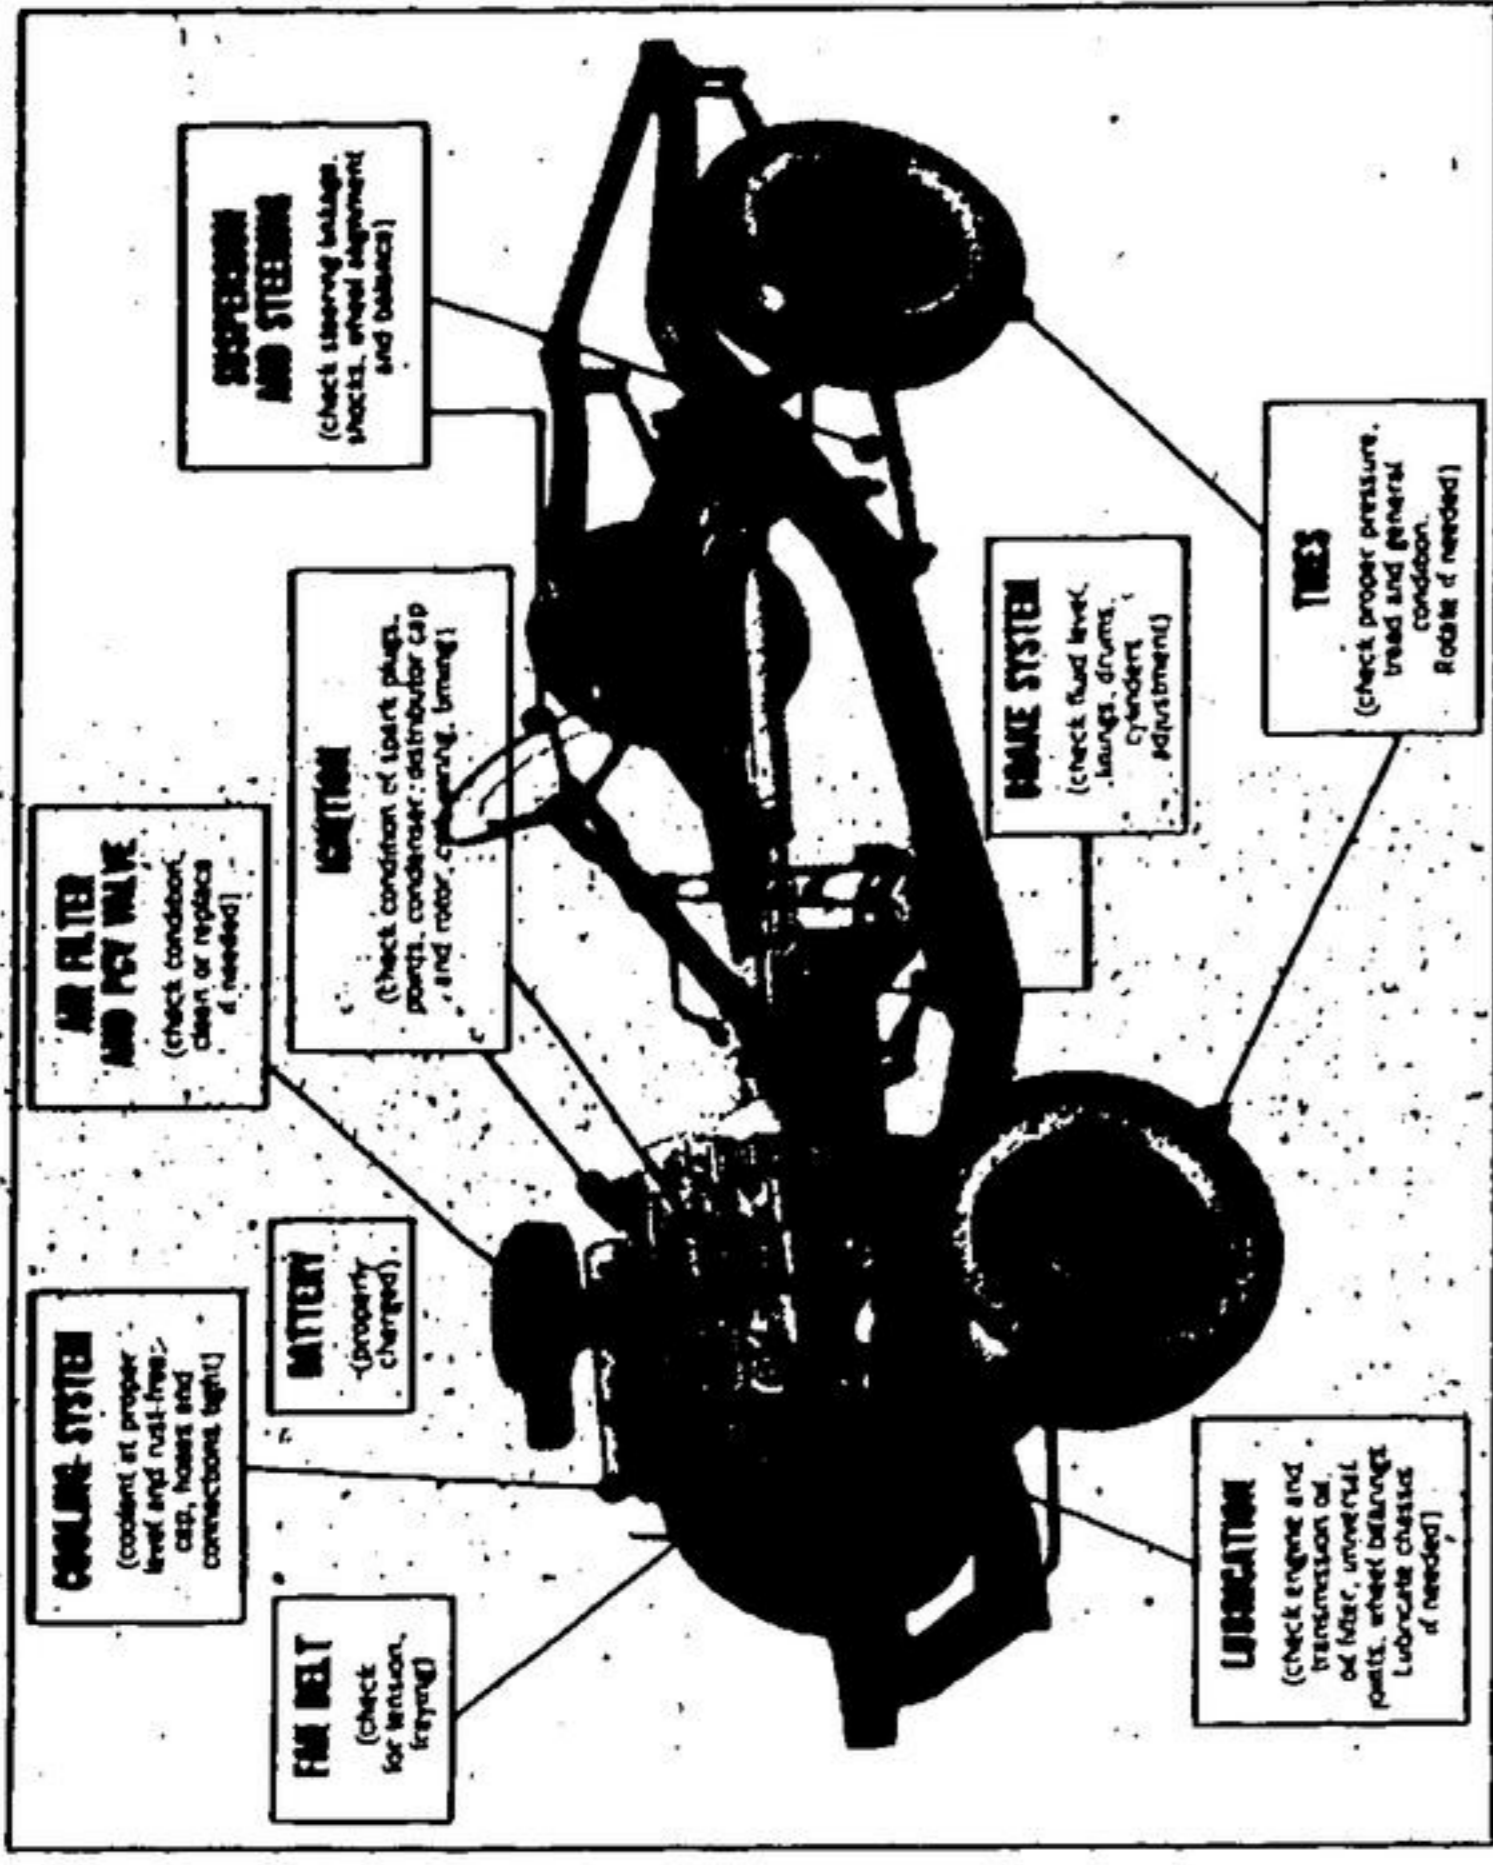 COOLING SYSTEM
(coolant at proper
level and rust-free;
cap, hoses and
connections tight)
AIR FILTER
AND PCV VALVE
(check condition,
clean or replace
if needed)
SUSPENSION
AND STEERING
(check steering linkage,
shocks, wheel alignment
and balance)
FAN BELT
(check
for tension,
fraying)
BATTERY
(properly
charged)
IGNITION
(check condition of spark plugs,
points, condenser, distributor cap
and rotor, timing)
BRAKE SYSTEM
(check fluid level,
linings, drums,
cylinders,
adjustment)
LUBRICATION
(check engine and
transmission oil,
oil filter, universal
joints, wheel bearings.
Lubricate chassis
if needed)
TIRES
(check proper pressure,
tread and general
condition.
Rotate if needed)